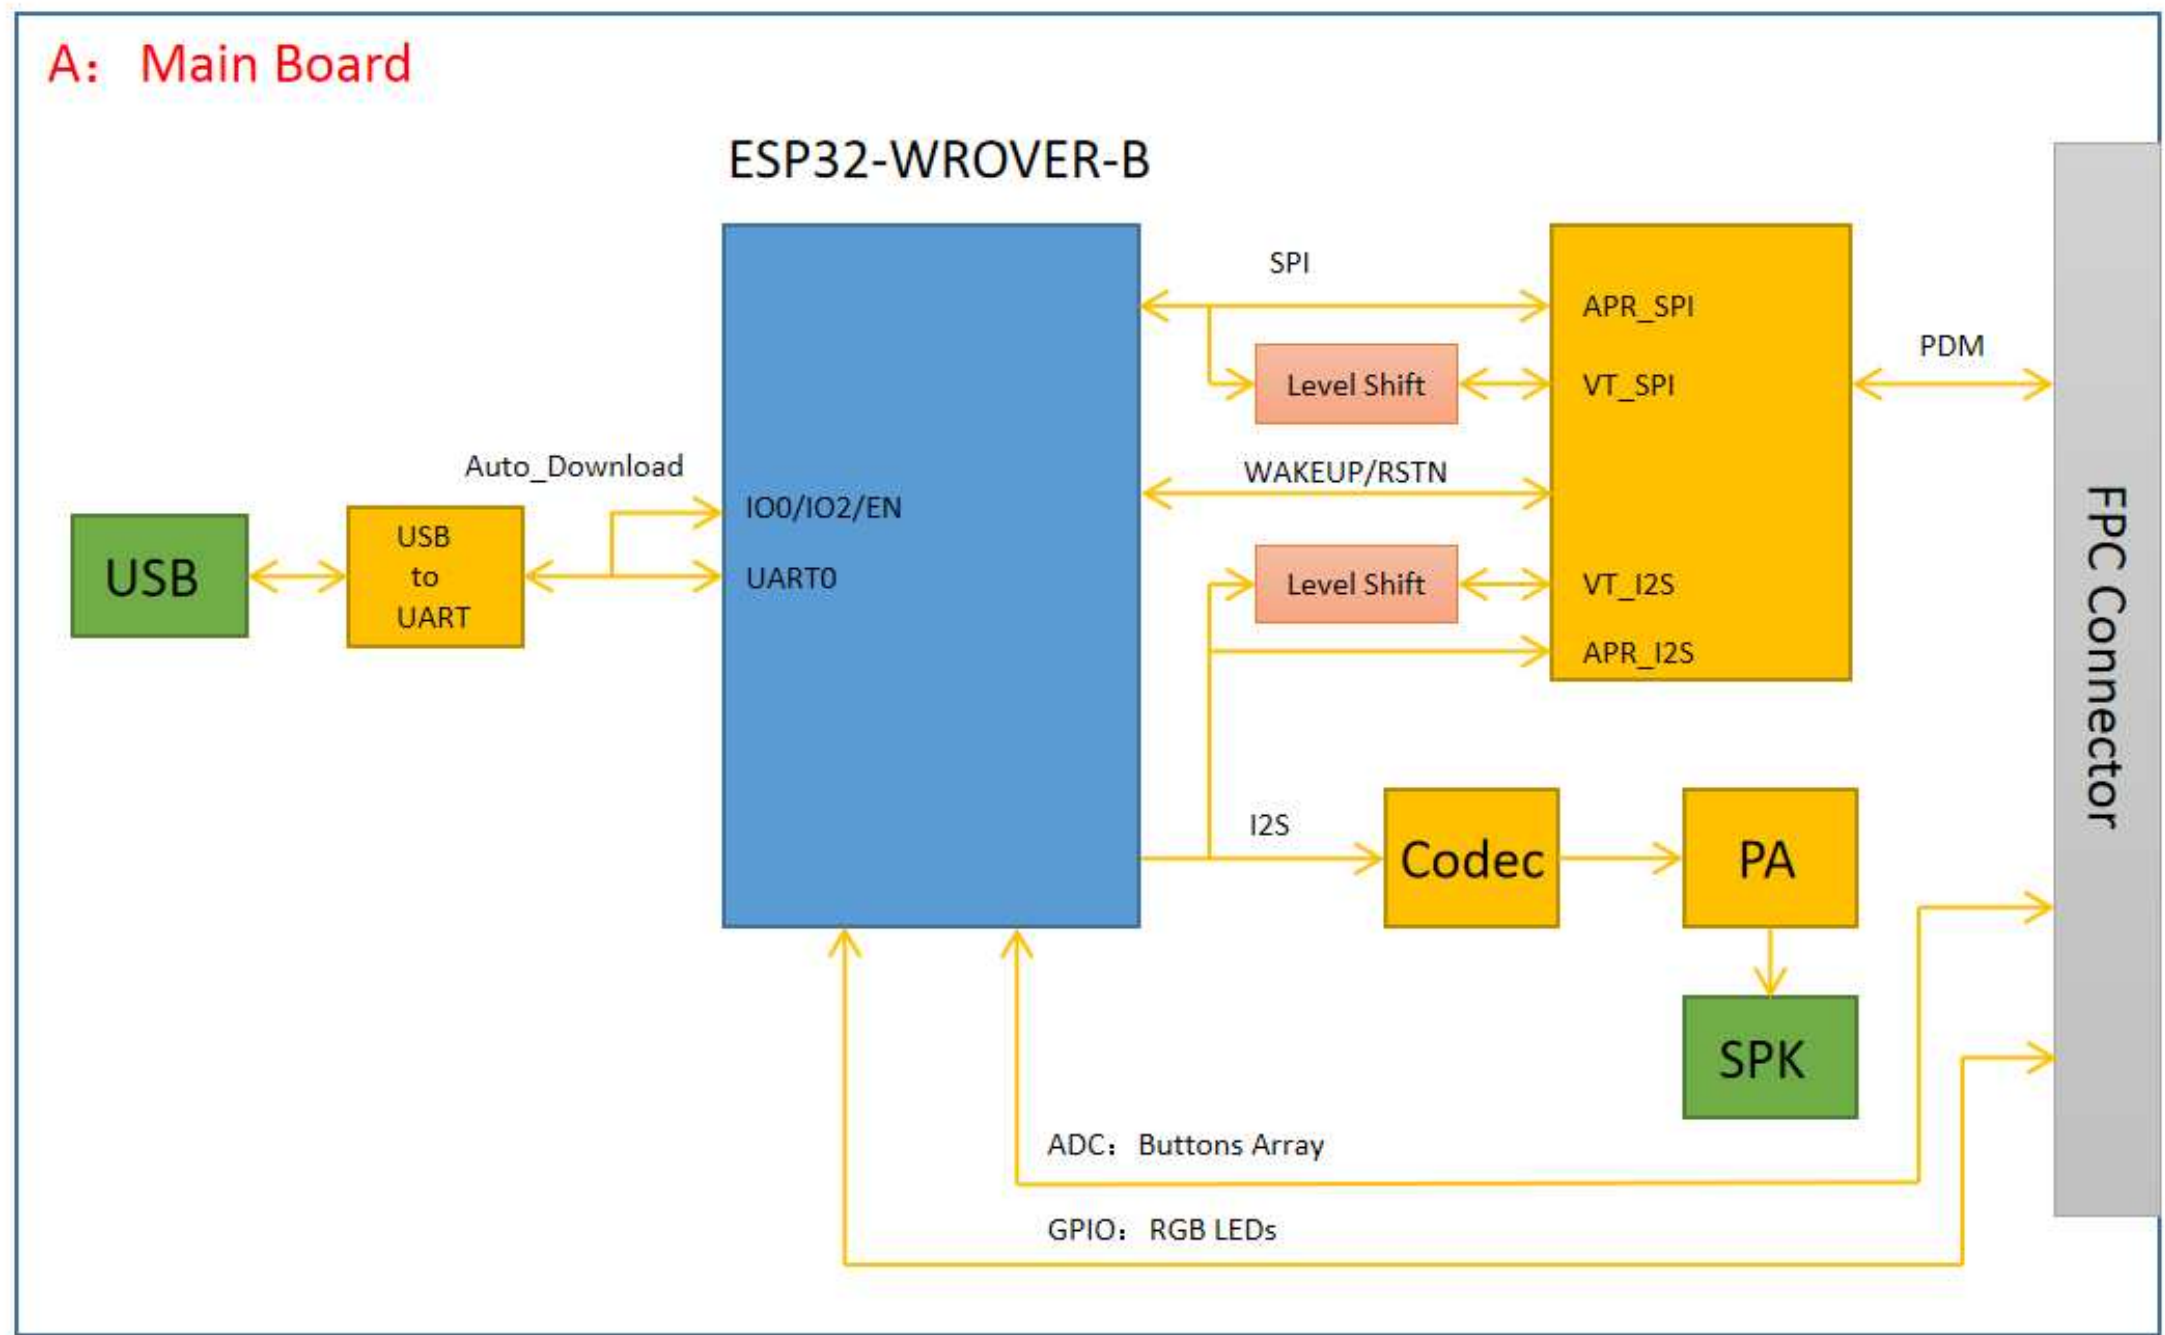 A： Main Board
ESP32-WROVER-B
SPI
APR_SPI
PDM
Level Shift
VT_SPI
Auto_Download
WAKEUP/RSTN
IO0/IO2/EN
USB
USB
to
UART
UART0
Level Shift
VT_I2S
APR_I2S
FPC Connector
I2S
Codec
PA
SPK
ADC：Buttons Array
GPIO：RGB LEDs